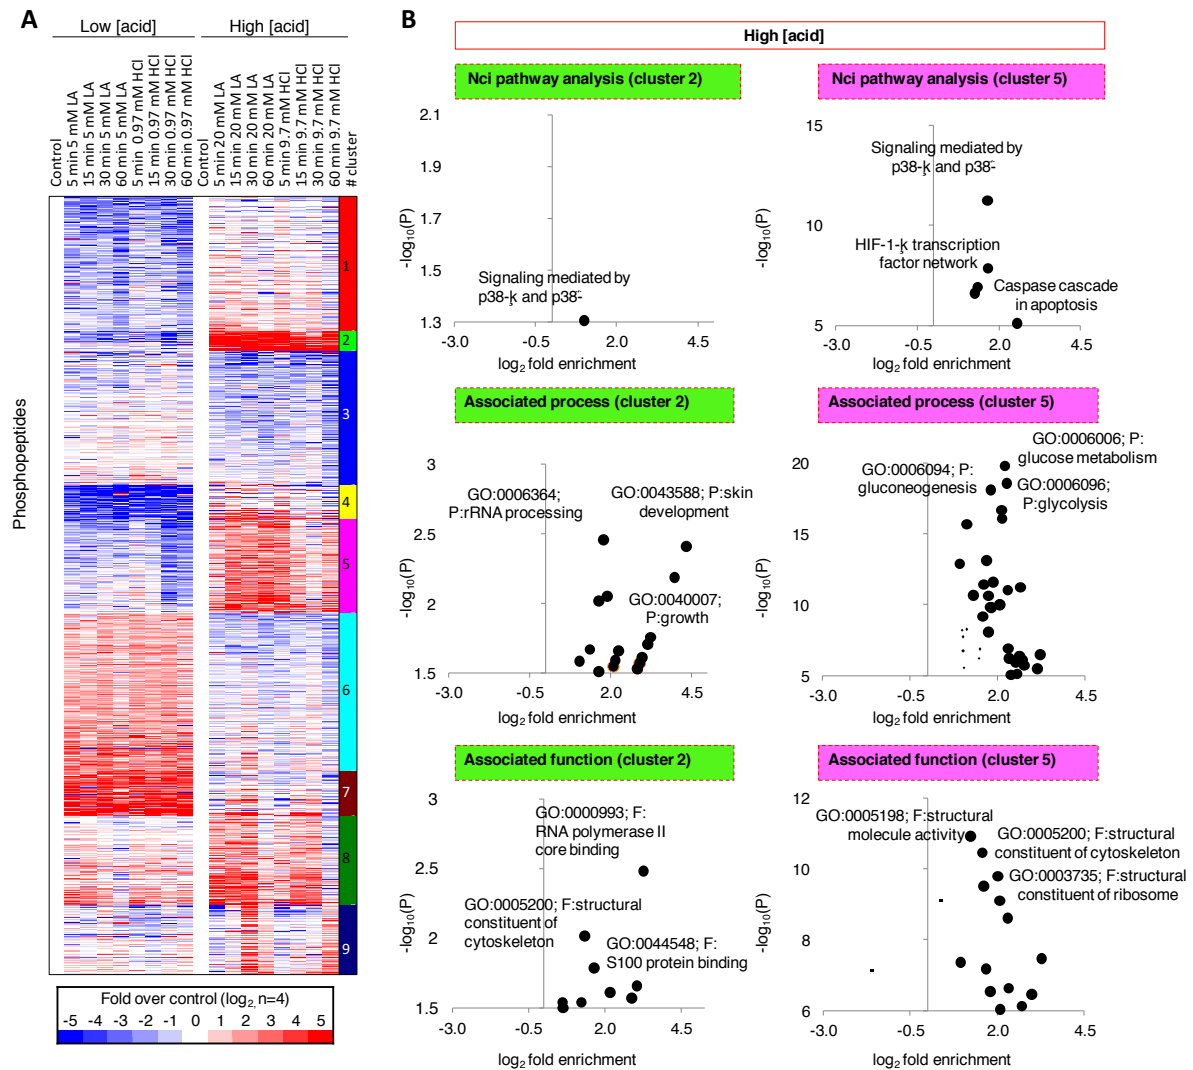 A
Low [acid]
High [acid]
Control
5 min 5 mM LA
15 min 5 mM LA
30 min 5 mM LA
60 min 5 mM LA
5 min 0.97 mM HCl
15 min 0.97 mM HCl
30 min 0.97 mM HCl
60 min 0.97 mM HCl
Control
5 min 20 mM LA
15 min 20 mM LA
30 min 20 mM LA
60 min 20 mM LA
5 min 9.7 mM HCl
15 min 9.7 mM HCl
30 min 9.7 mM HCl
60 min 9.7 mM HCl
# cluster
Phosphopeptides
1
2
3
4
5
6
7
8
9
Fold over control (log2, n=4)
-5 -4 -3 -2 -1 0 1 2 3 4 5
B
High [acid]
Nci pathway analysis (cluster 2)
2.1
1.9
1.7
1.5
1.3
-log10(P)
Signaling mediated by
p38-ķ and p38
-3.0 -0.5 2.0 4.5
log2 fold enrichment
Nci pathway analysis (cluster 5)
15
10
5
-log10(P)
Signaling mediated by
p38-ķ and p38
HIF-1-ķ transcription
factor network
Caspase cascade
in apoptosis
-3.0 -0.5 2.0 4.5
log2 fold enrichment
Associated process (cluster 2)
3
2.5
2
1.5
-log10(P)
GO:0006364;
P:rRNA processing
GO:0043588; P:skin
development
GO:0040007;
P:growth
-3.0 -0.5 2.0 4.5
log2 fold enrichment
Associated process (cluster 5)
20
15
10
5
-log10(P)
GO:0006006; P:
glucose metabolism
GO:0006094; P:
gluconeogenesis
GO:0006096;
P:glycolysis
-3.0 -0.5 2.0 4.5
log2 fold enrichment
Associated function (cluster 2)
3
2.5
2
1.5
-log10(P)
GO:0000993; F:
RNA polymerase II
core binding
GO:0005200; F:structural
constituent of
cytoskeleton
GO:0044548; F:
S100 protein binding
-3.0 -0.5 2.0 4.5
log2 fold enrichment
Associated function (cluster 5)
12
10
8
6
-log10(P)
GO:0005198; F:structural
molecule activity
GO:0005200; F:structural
constituent of cytoskeleton
GO:0003735; F:structural
constituent of ribosome
-3.0 -0.5 2.0 4.5
log2 fold enrichment